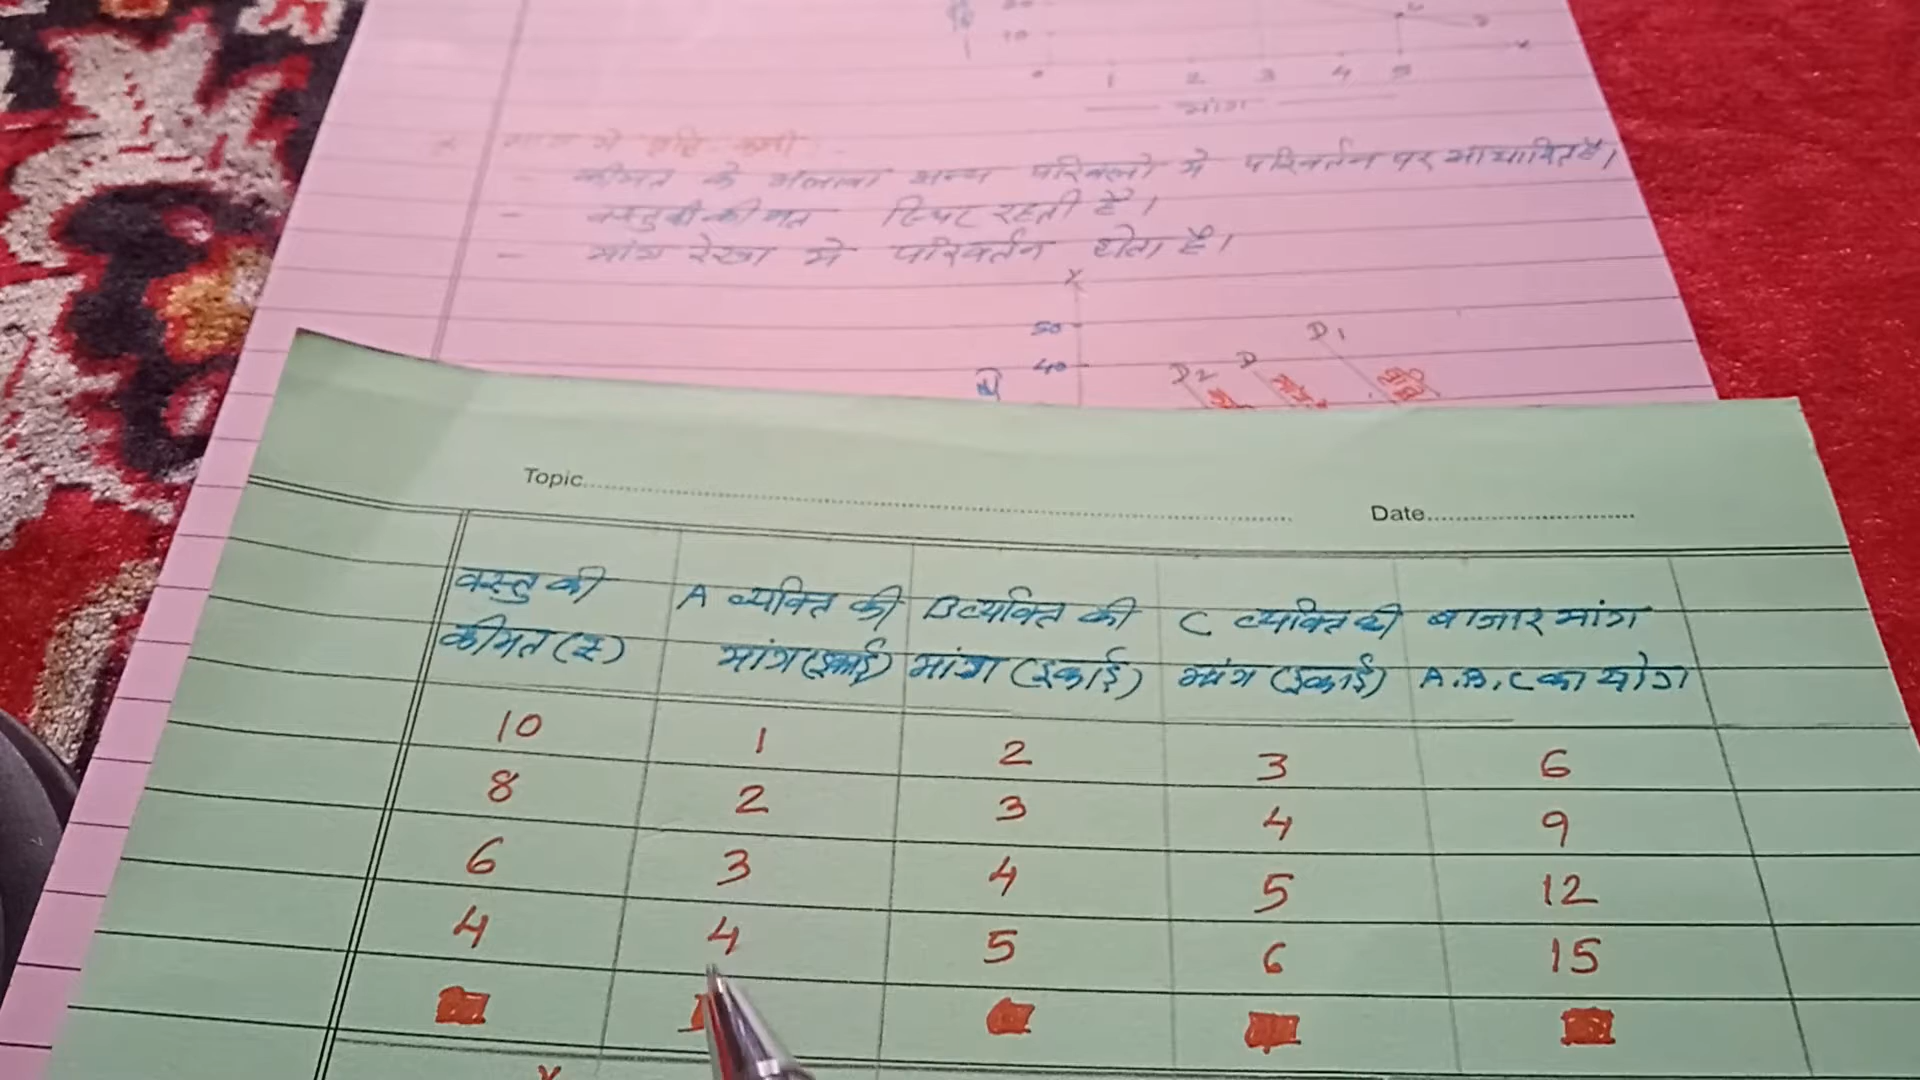 10
1 2 3 4 5
मांग
मांग मे वृद्धि कमी
- कीमत के अलावा अन्य परिवर्तनो मे परिवर्तन पर आधारित है।
- वस्तु की कीमत स्थिर रहती है।
- मांग रेखा मे परिवर्तन होता है।
Y
50
40
D2 D D1
Topic
Date
वस्तु की कीमत (रु)
A व्यक्ति की मांग (इकाई)
B व्यक्ति की मांग (इकाई)
C व्यक्ति की मांग (इकाई)
बाजार मांग A.B.C का योग
10 1 2 3 6
8 2 3 4 9
6 3 4 5 12
4 4 5 6 15